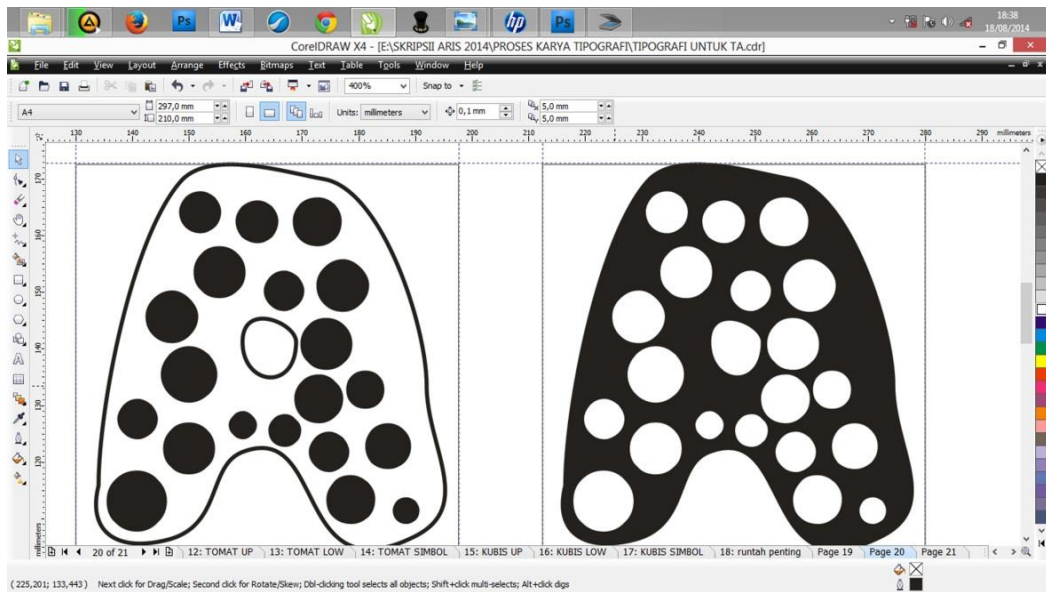 Ps W hp Ps 18:38
18/08/2014
CorelDRAW X4 - [E:\SKRIPSII ARIS 2014\PROSES KARYA TIPOGRAFI\TIPOGRAFI UNTUK TA.cdr]
File Edit View Layout Arrange Effects Bitmaps Text Table Tools Window Help
400% Snap to
A4 297,0 mm 210,0 mm Units: millimeters 0,1 mm 5,0 mm 5,0 mm
130 140 150 160 170 180 190 200 210 220 230 240 250 260 270 280 290 millimeters
170
160
150
140
130
120
millimeters
20 of 21 12: TOMAT UP 13: TOMAT LOW 14: TOMAT SIMBOL 15: KUBIS UP 16: KUBIS LOW 17: KUBIS SIMBOL 18: runtah penting Page 19 Page 20 Page 21
( 225,201; 133,443 ) Next click for Drag/Scale; Second click for Rotate/Skew; Dbl-clicking tool selects all objects; Shift+click multi-selects; Alt+click digs